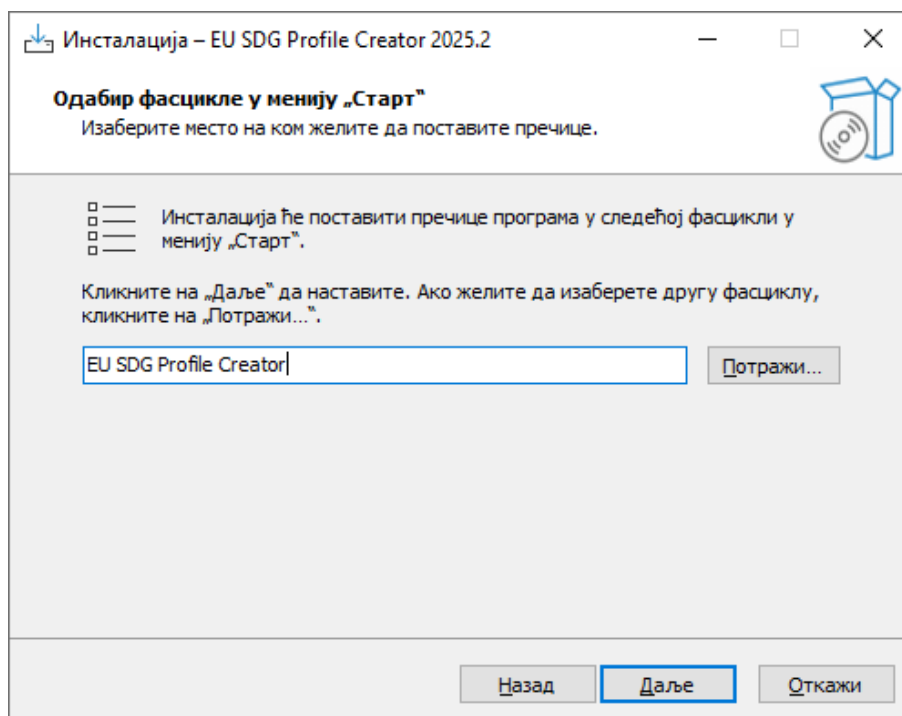 Инсталација – EU SDG Profile Creator 2025.2
Одабир фасцикле у менију „Старт“
Изаберите место на ком желите да поставите пречице.
Инсталација ће поставити пречице програма у следећој фасцикли у
менију „Старт“.
Кликните на „Даље“ да наставите. Ако желите да изаберете другу фасциклу,
кликните на „Потражи...“.
EU SDG Profile Creator
Потражи...
Назад
Даље
Откажи